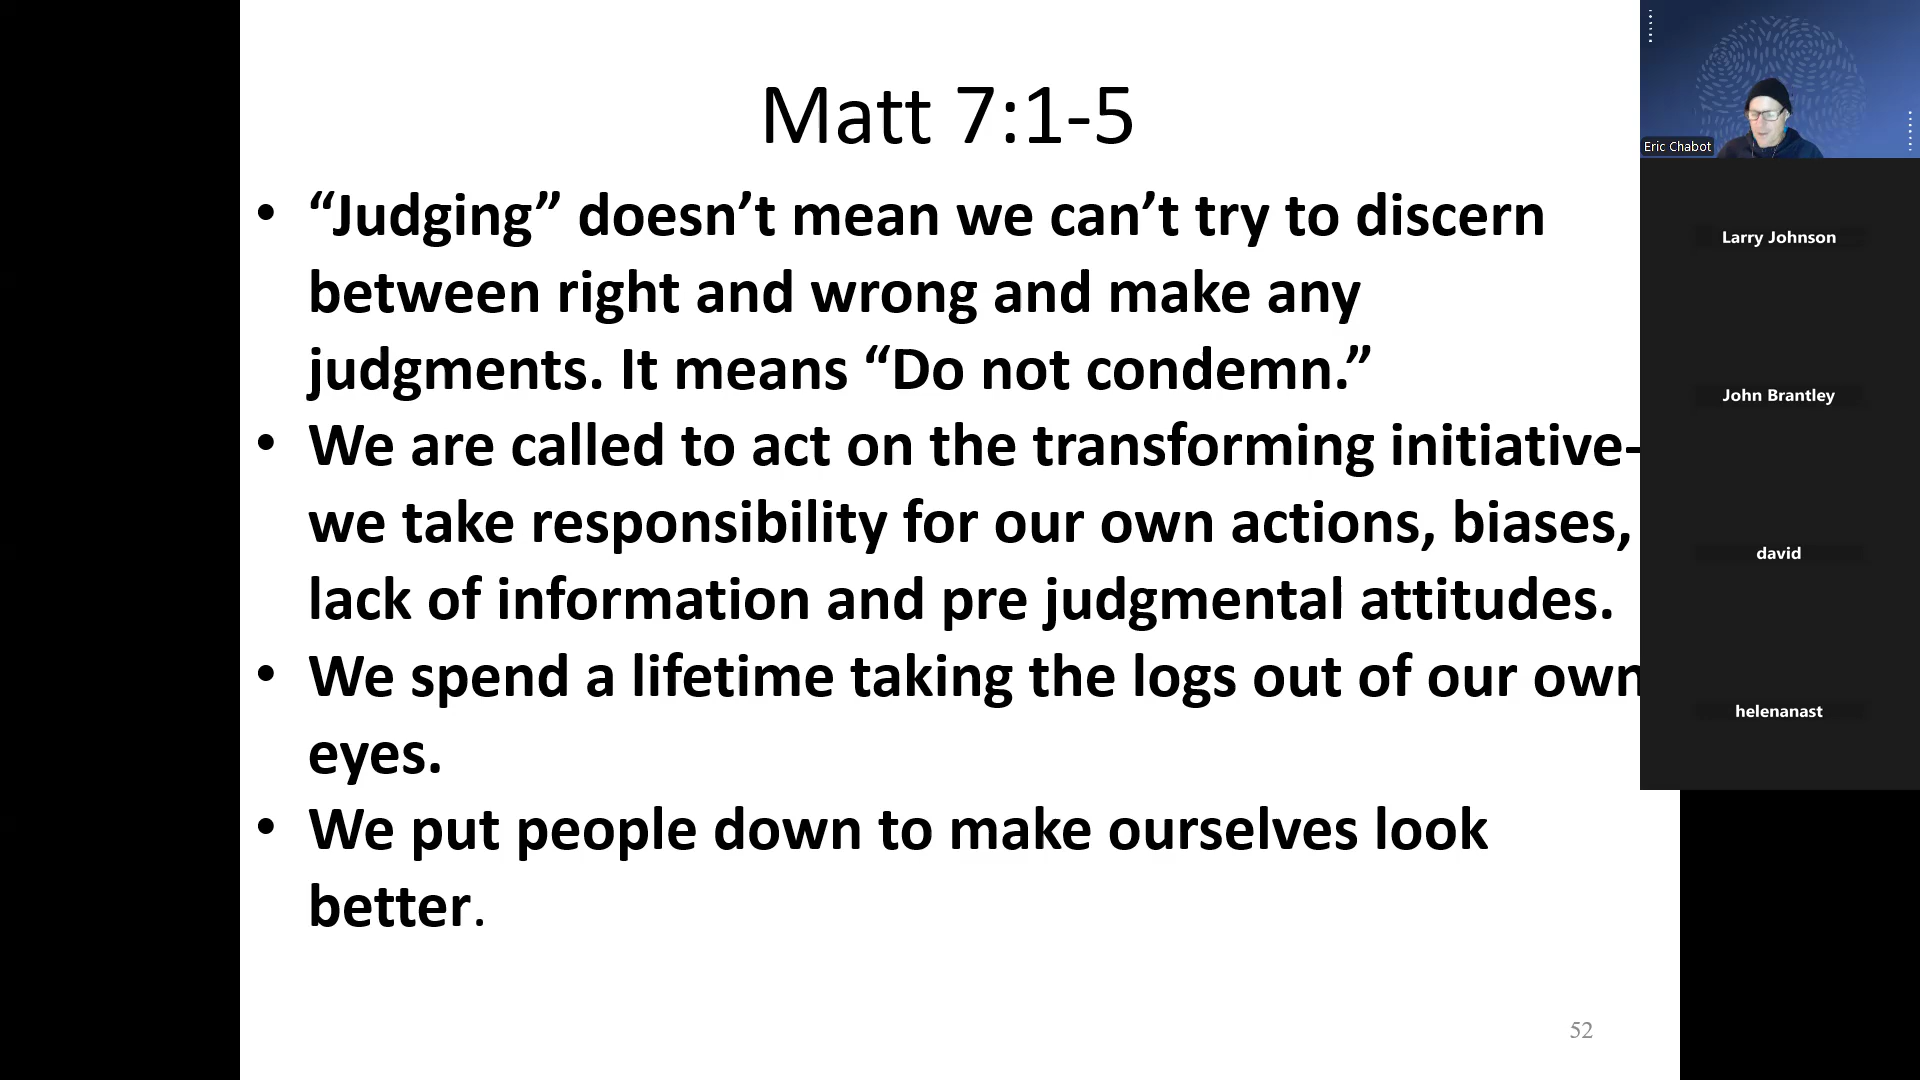 Matt 7:1-5
• “Judging” doesn’t mean we can’t try to discern
between right and wrong and make any
judgments. It means “Do not condemn.”
• We are called to act on the transforming initiative-
we take responsibility for our own actions, biases,
lack of information and pre judgmental attitudes.
• We spend a lifetime taking the logs out of our own
eyes.
• We put people down to make ourselves look
better.
52
Eric Chabot
Larry Johnson
John Brantley
david
helenanast